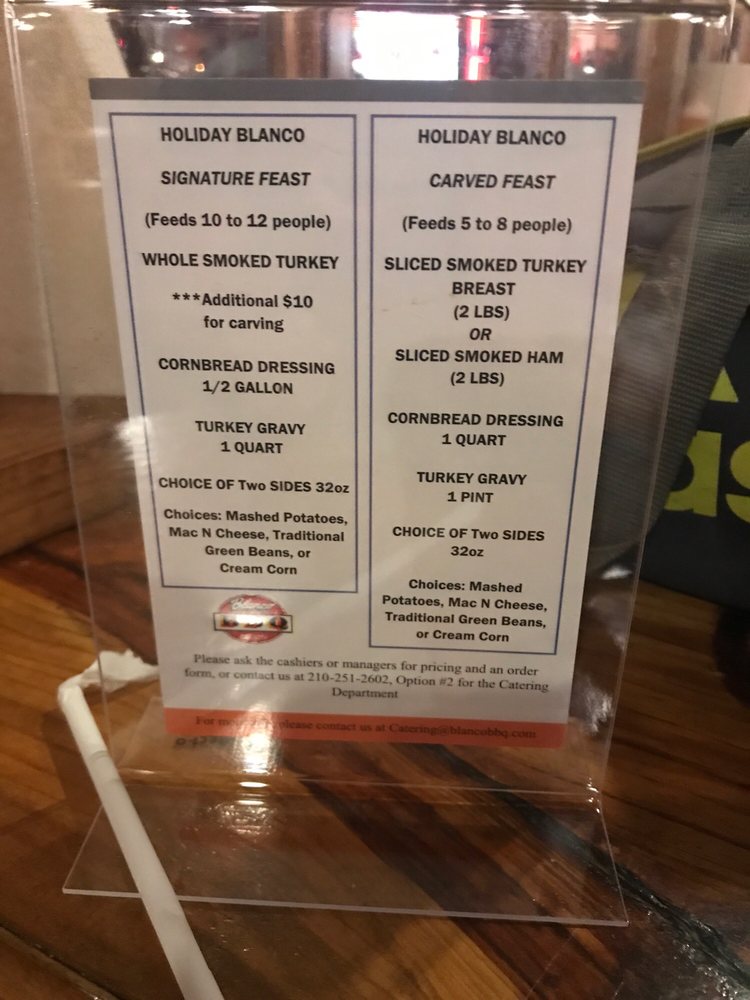 HOLIDAY BLANCO
SIGNATURE FEAST
(Feeds 10 to 12 people)
WHOLE SMOKED TURKEY
***Additional $10
for carving
CORNBREAD DRESSING
1/2 GALLON
TURKEY GRAVY
1 QUART
CHOICE OF Two SIDES 32oz
Choices: Mashed Potatoes,
Mac N Cheese, Traditional
Green Beans, or
Cream Corn
HOLIDAY BLANCO
CARVED FEAST
(Feeds 5 to 8 people)
SLICED SMOKED TURKEY
BREAST
(2 LBS)
OR
SLICED SMOKED HAM
(2 LBS)
CORNBREAD DRESSING
1 QUART
TURKEY GRAVY
1 PINT
CHOICE OF Two SIDES
32oz
Choices: Mashed
Potatoes, Mac N Cheese,
Traditional Green Beans,
or Cream Corn
Blanco
BBQ
Please ask the cashiers or managers for pricing and an order
form, or contact us at 210-251-2602, Option #2 for the Catering
Department
For more please contact us at Catering@blancobbq.com